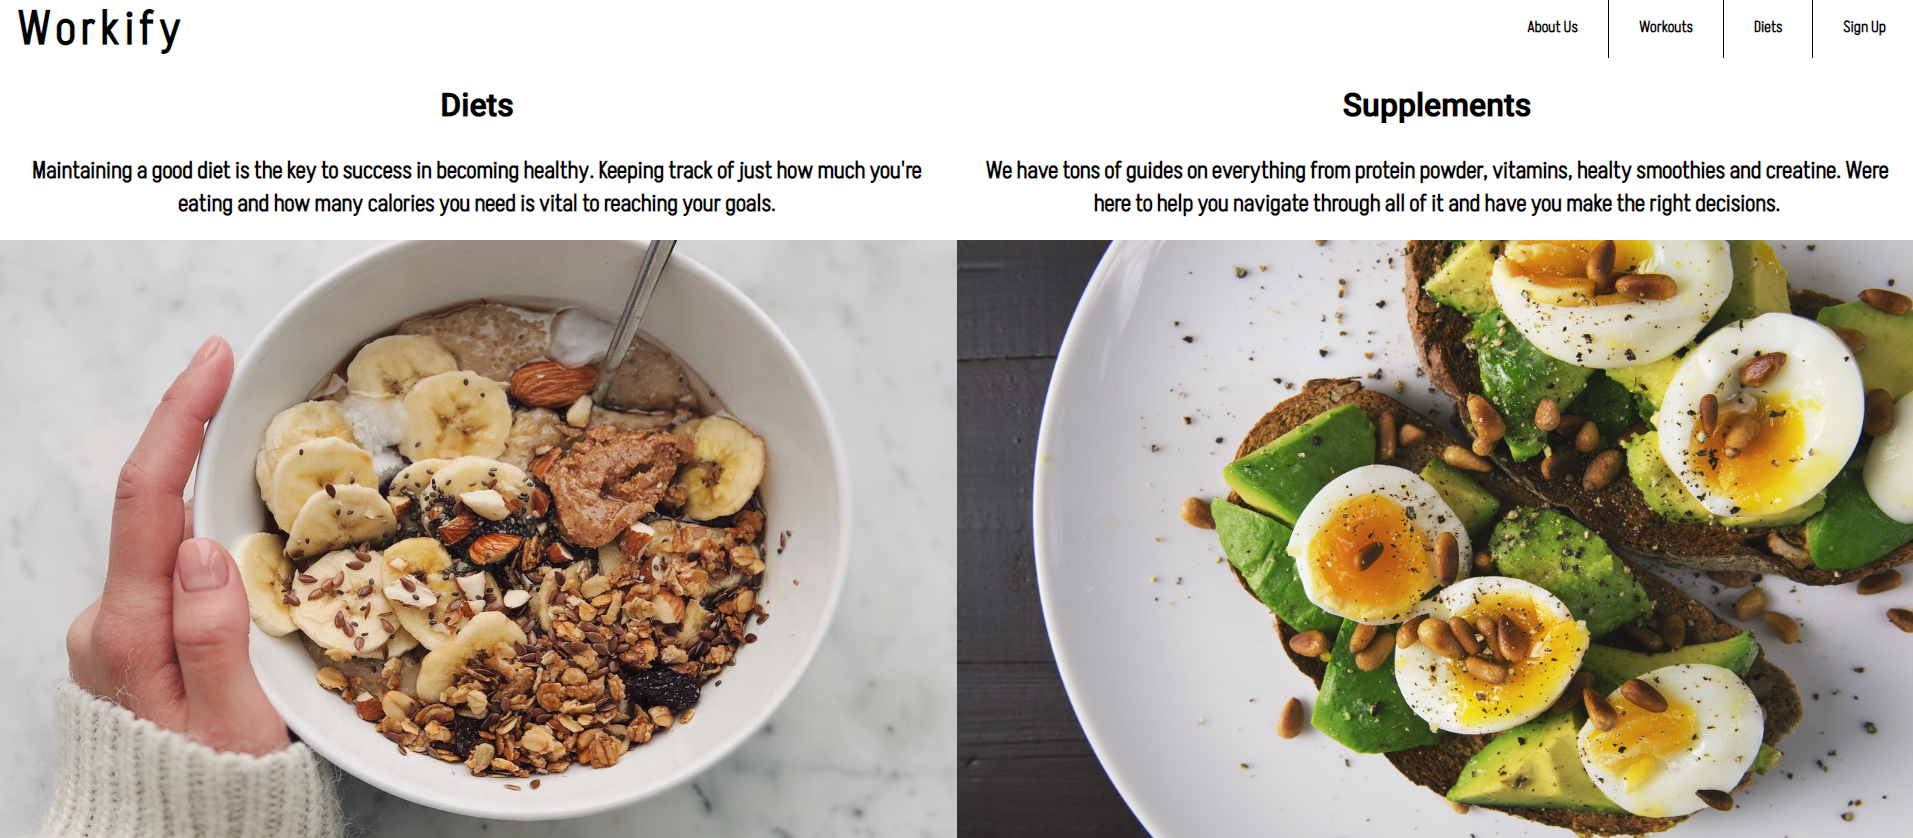 Workify
About Us
Workouts
Diets
Sign Up
Diets
Maintaining a good diet is the key to success in becoming healthy. Keeping track of just how much you're
eating and how many calories you need is vital to reaching your goals.
Supplements
We have tons of guides on everything from protein powder, vitamins, healty smoothies and creatine. Were
here to help you navigate through all of it and have you make the right decisions.